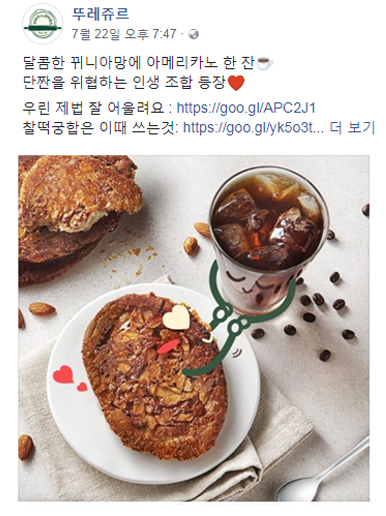 뚜레쥬르
7월 22일 오후 7:47 ·
달콤한 뀌니아망에 아메리카노 한 잔☕
단짠을 위협하는 인생 조합 등장♥
우린 제법 잘 어울려요 : https://goo.gl/APC2J1
찰떡궁합은 이때 쓰는것: https://goo.gl/yk5o3t... 더 보기